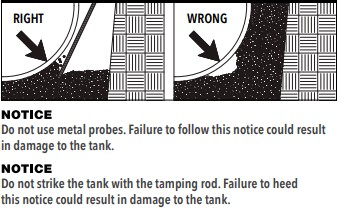 RIGHT
WRONG
NOTICE
Do not use metal probes. Failure to follow this notice could result
in damage to the tank.
NOTICE
Do not strike the tank with the tamping rod. Failure to heed
this notice could result in damage to the tank.